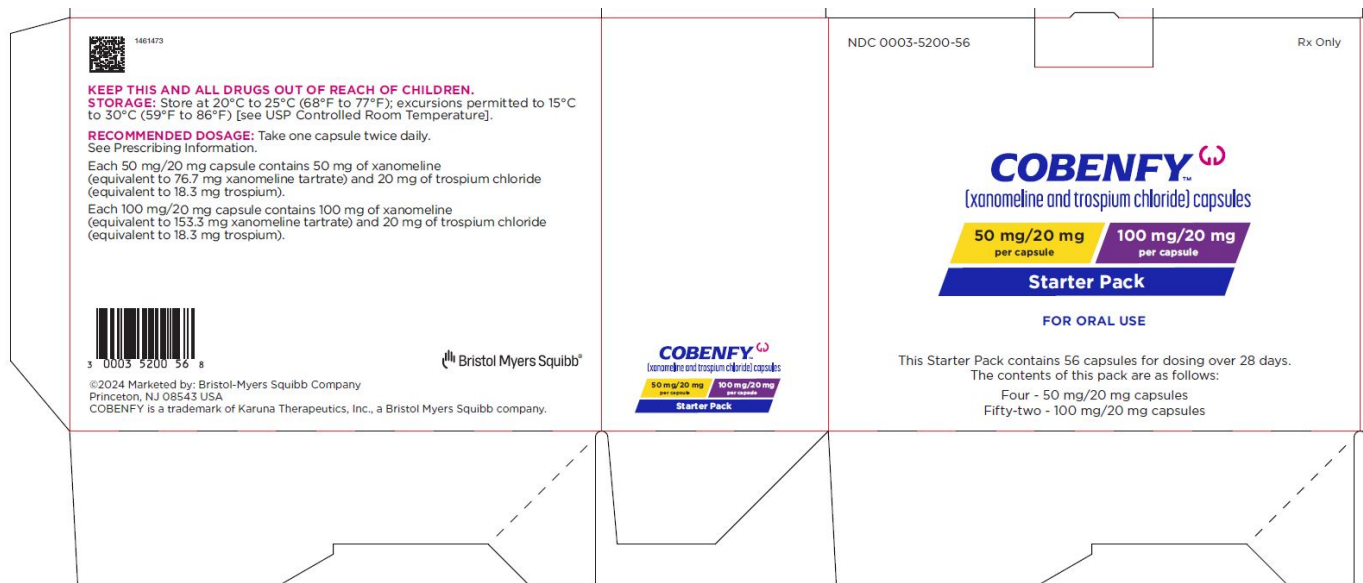 1461473
KEEP THIS AND ALL DRUGS OUT OF REACH OF CHILDREN.
STORAGE: Store at 20°C to 25°C (68°F to 77°F); excursions permitted to 15°C
to 30°C (59°F to 86°F) [see USP Controlled Room Temperature].
RECOMMENDED DOSAGE: Take one capsule twice daily.
See Prescribing Information.
Each 50 mg/20 mg capsule contains 50 mg of xanomeline
(equivalent to 76.7 mg xanomeline tartrate) and 20 mg of trospium chloride
(equivalent to 18.3 mg trospium).
Each 100 mg/20 mg capsule contains 100 mg of xanomeline
(equivalent to 153.3 mg xanomeline tartrate) and 20 mg of trospium chloride
(equivalent to 18.3 mg trospium).
3 0003 5200 56 8
Bristol Myers Squibb®
©2024 Marketed by: Bristol-Myers Squibb Company
Princeton, NJ 08543 USA
COBENFY is a trademark of Karuna Therapeutics, Inc., a Bristol Myers Squibb company.
COBENFY™
(xanomeline and trospium chloride) capsules
50 mg/20 mg per capsule
100 mg/20 mg per capsule
Starter Pack
NDC 0003-5200-56
Rx Only
COBENFY™
(xanomeline and trospium chloride) capsules
50 mg/20 mg per capsule
100 mg/20 mg per capsule
Starter Pack
FOR ORAL USE
This Starter Pack contains 56 capsules for dosing over 28 days.
The contents of this pack are as follows:
Four - 50 mg/20 mg capsules
Fifty-two - 100 mg/20 mg capsules